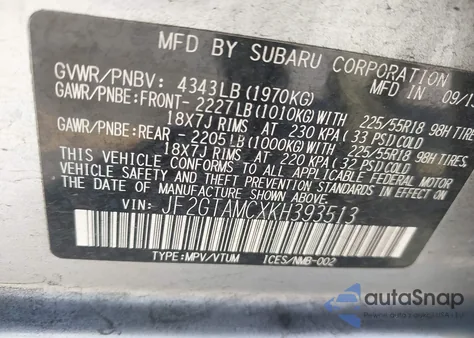 MFD BY SUBARU CORPORATION
GVWR/PNBV: 4343LB (1970KG) MFD IN 09/1
GAWR/PNBE:FRONT- 2227LB (1010KG)WITH 225/55R18 98H TIRES
18X7J RIMS AT 230 KPA (33 PSI)COLD
GAWR/PNBE:REAR - 2205LB (1000KG)WITH 225/55R18 98H TIRES
18X7J RIMS AT 220 KPA (32 PSI)COLD
THIS VEHICLE CONFORMS TO ALL APPLICABLE FEDERAL MOTOR
VEHICLE SAFETY AND THEFT PREVENTION STANDARDS IN EFFECT ON
THE DATE OF MANUFACTURE SHOWN ABOVE.
VIN: JF2GTAMCXKH393513
TYPE:MPV/VTUM ICES/NMB-002
autoSnap